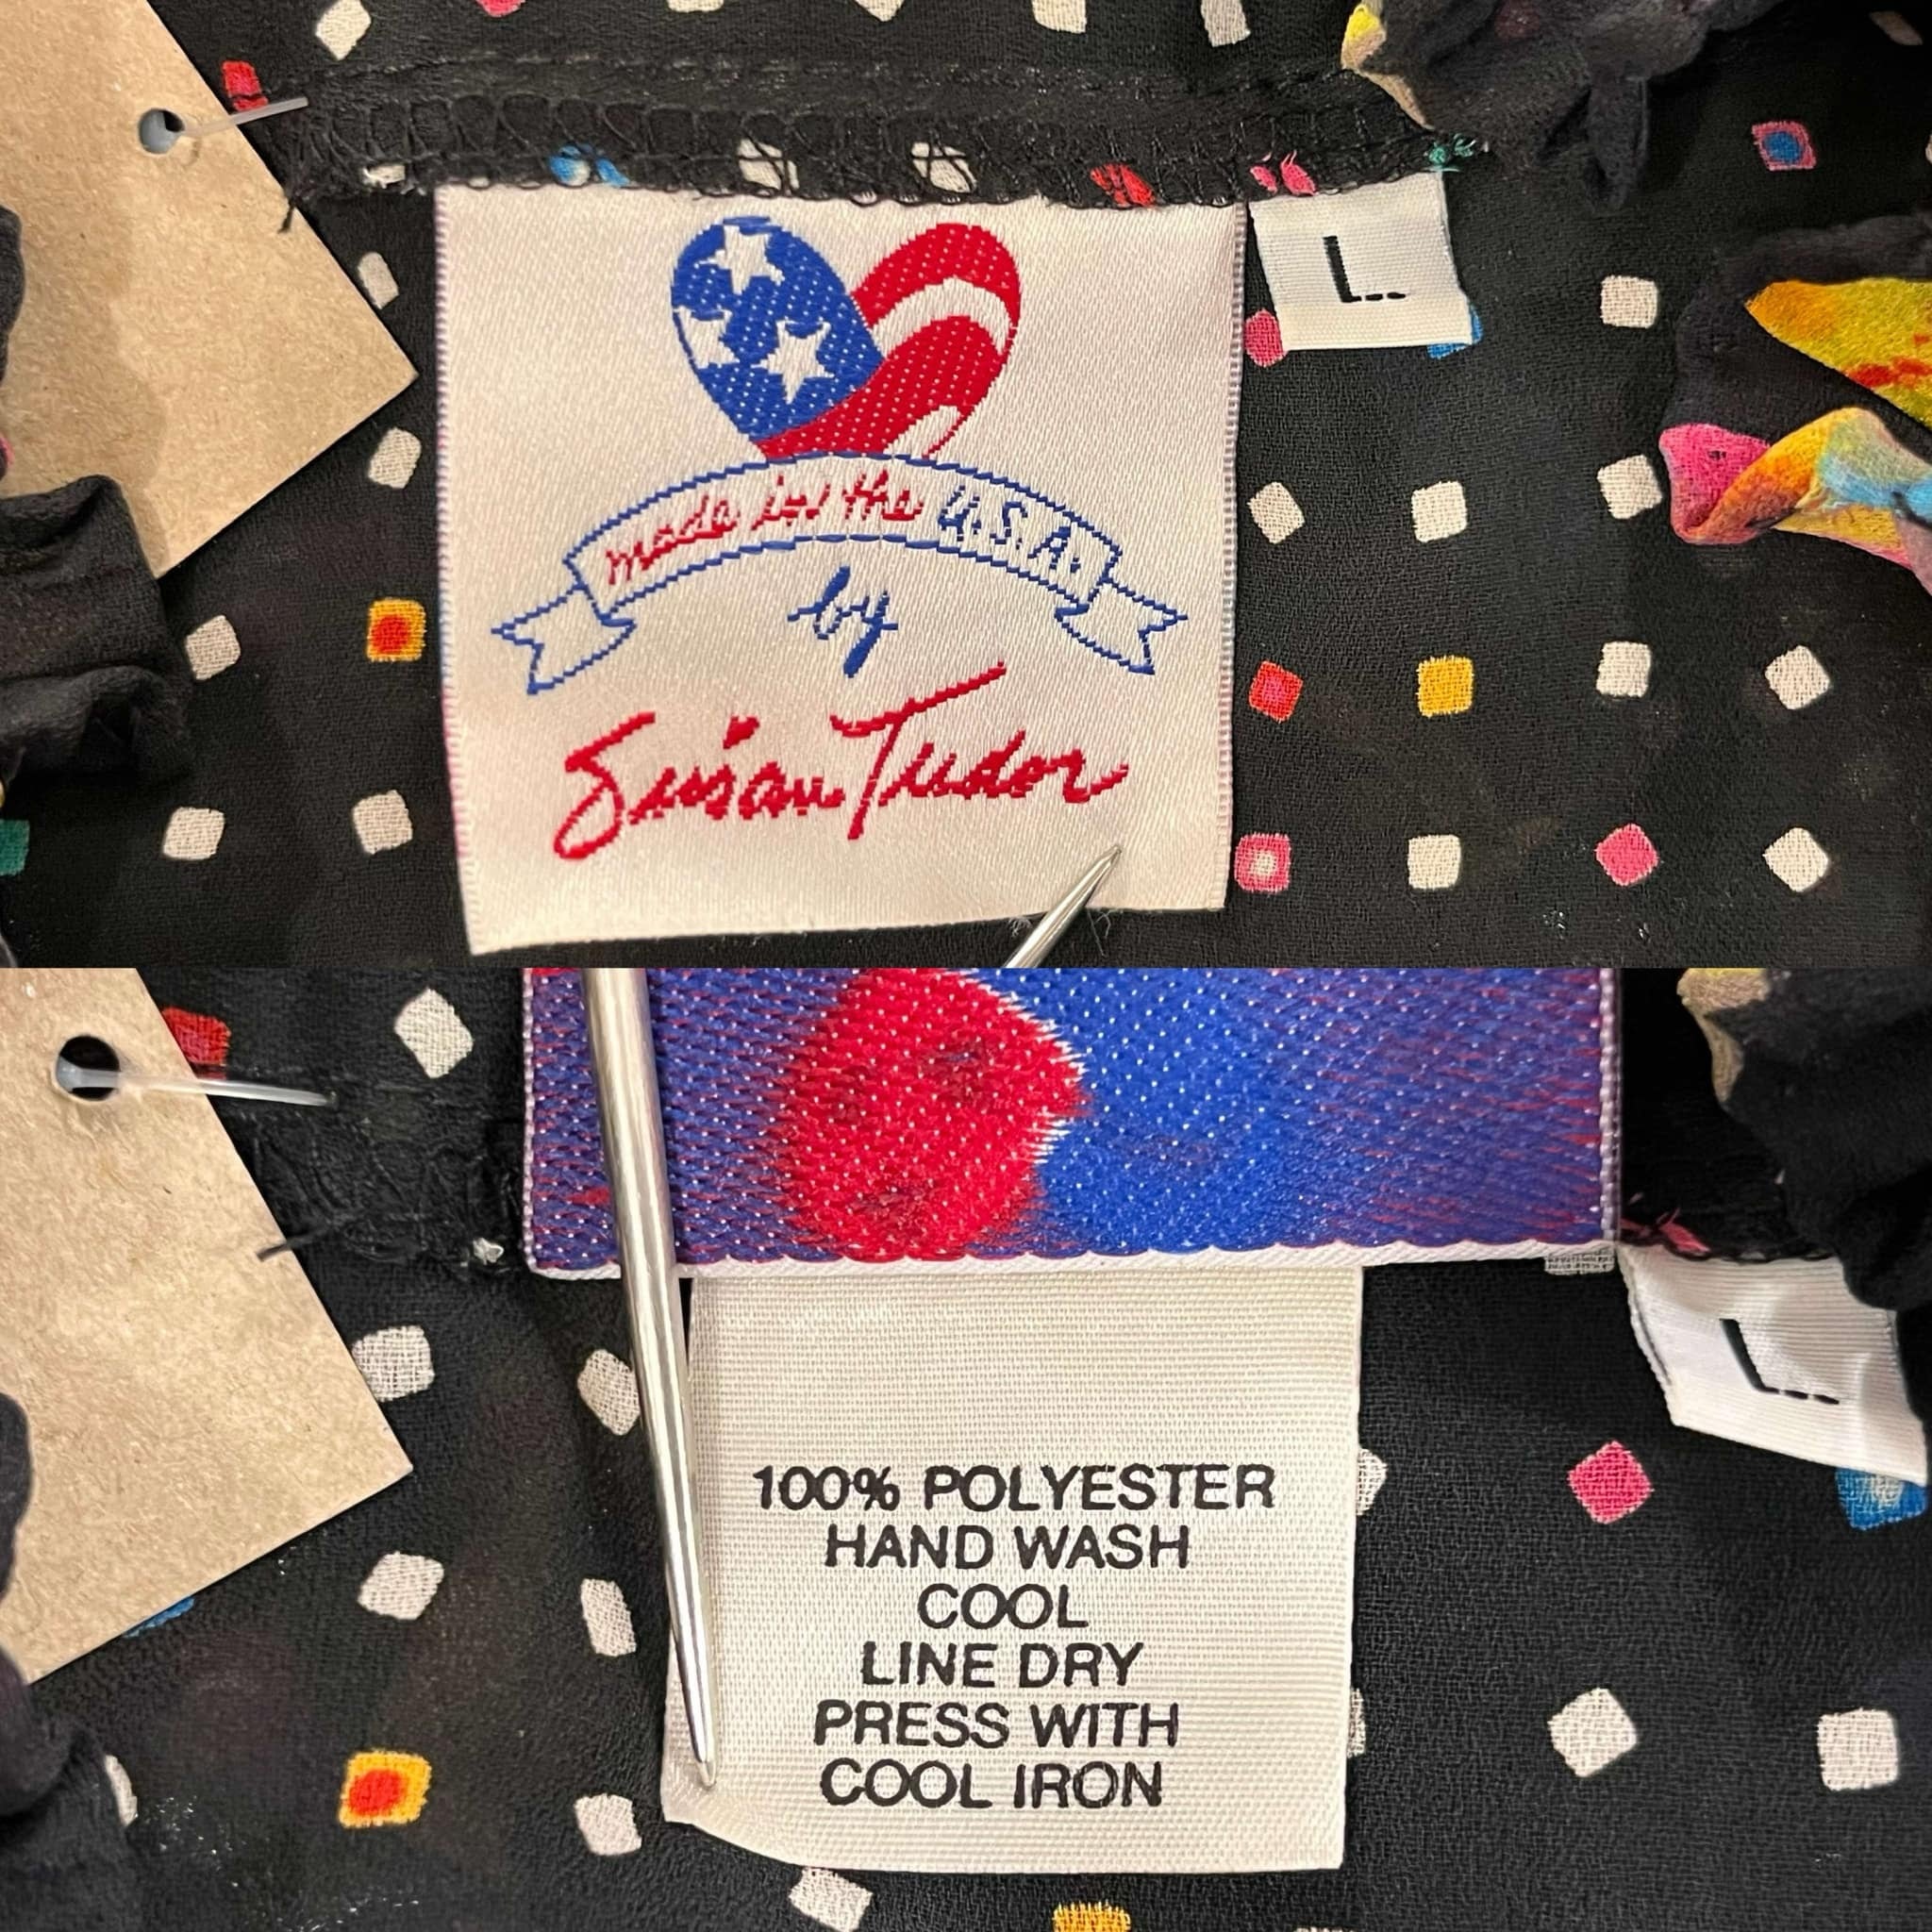 L
made in the U.S.A.
by
Susan Tudor
L
100% POLYESTER
HAND WASH
COOL
LINE DRY
PRESS WITH
COOL IRON